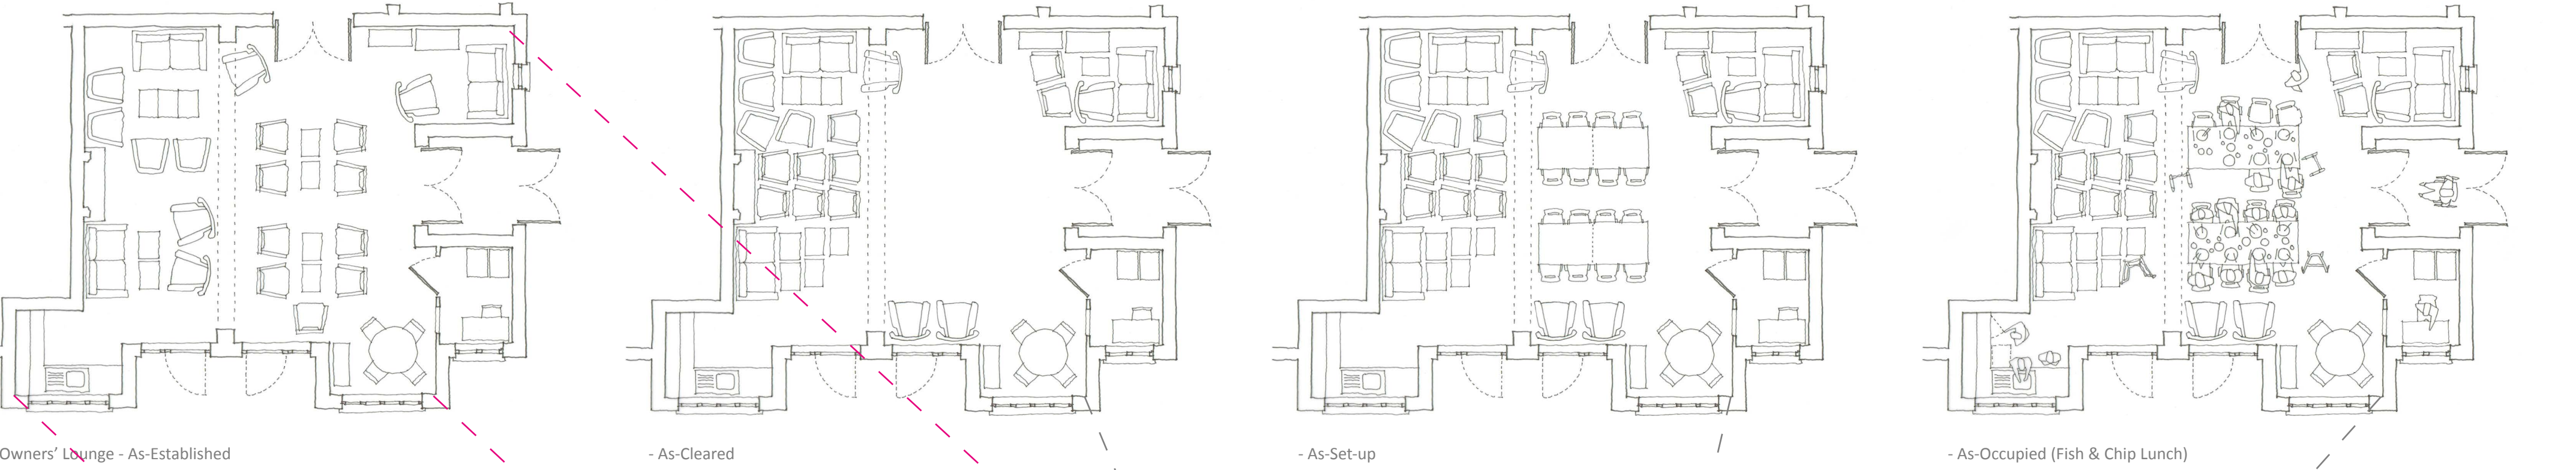 Owners' Lounge - As-Established
- As-Cleared
- As-Set-up
- As-Occupied (Fish & Chip Lunch)